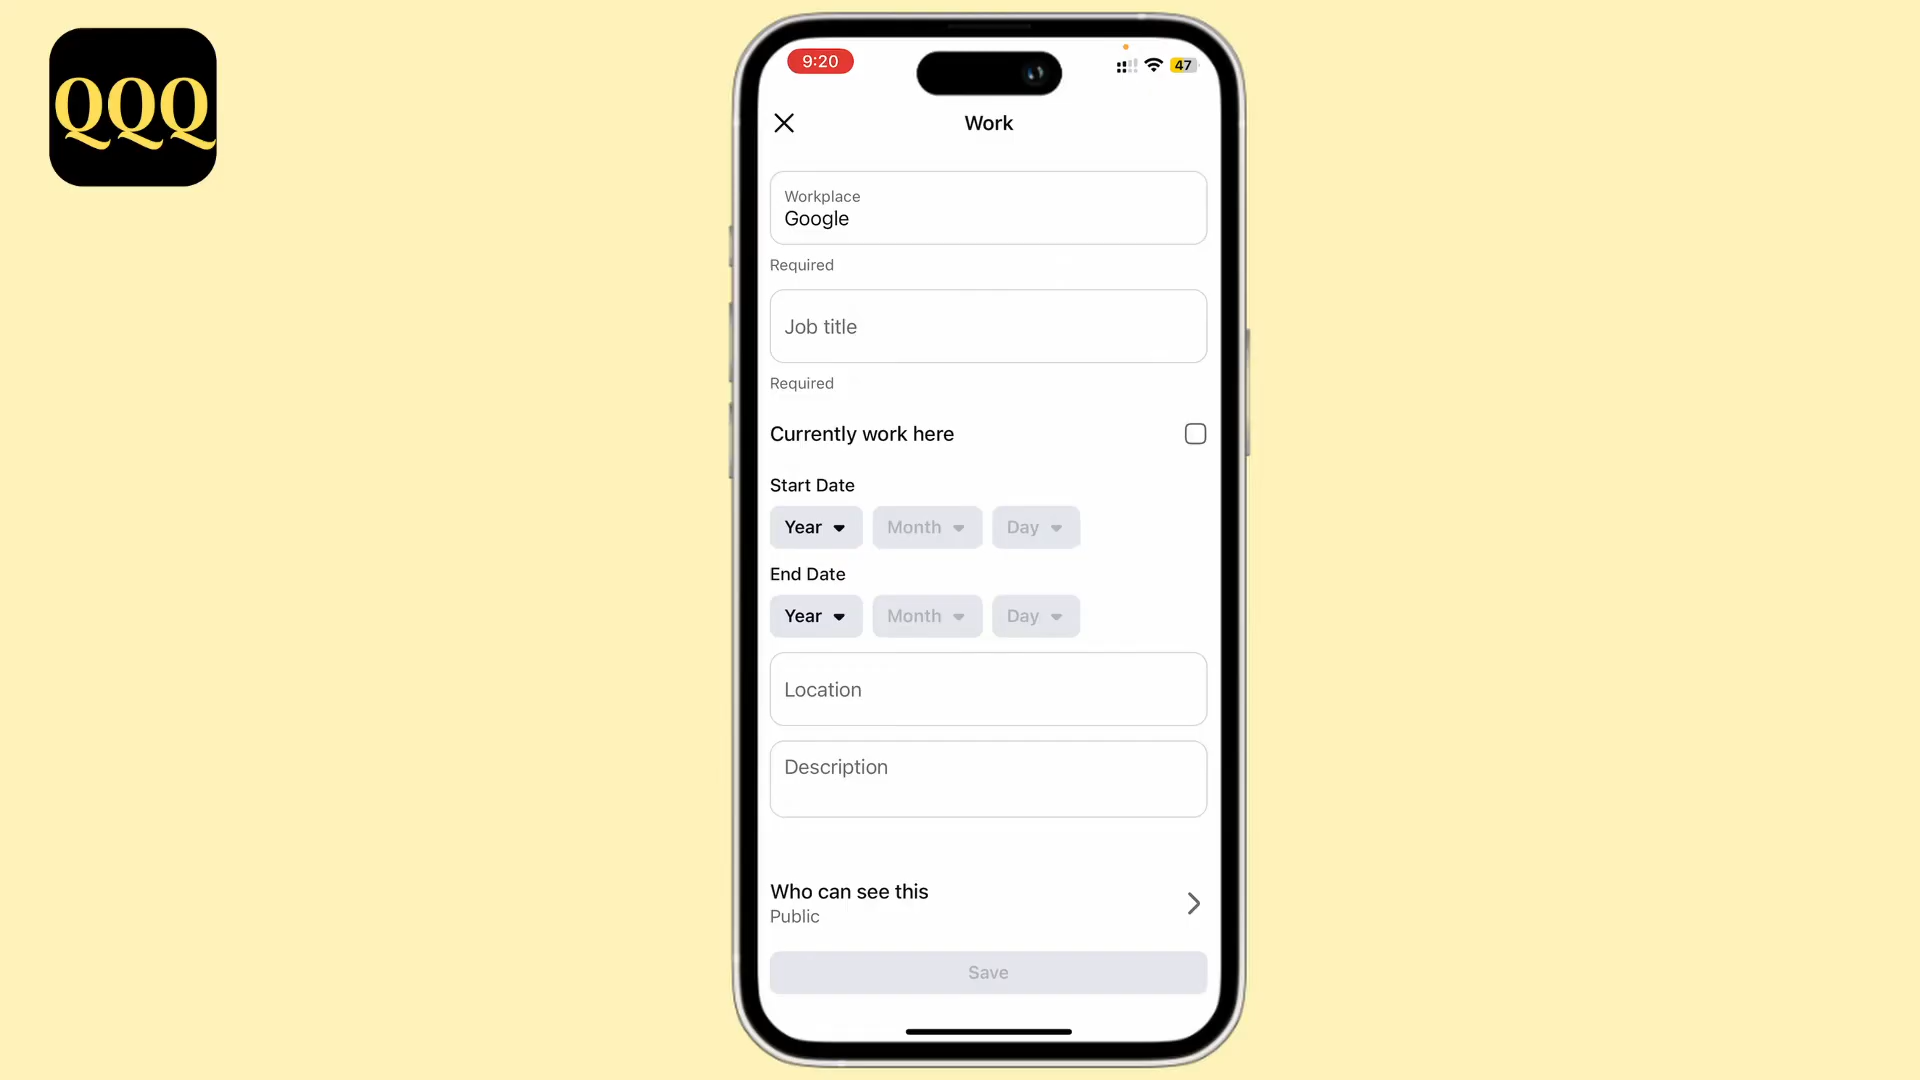 QQQ
9:20
47
Work
Workplace
Google
Required
Job title
Required
Currently work here
Start Date
Year Month Day
End Date
Year Month Day
Location
Description
Who can see this
Public
Save